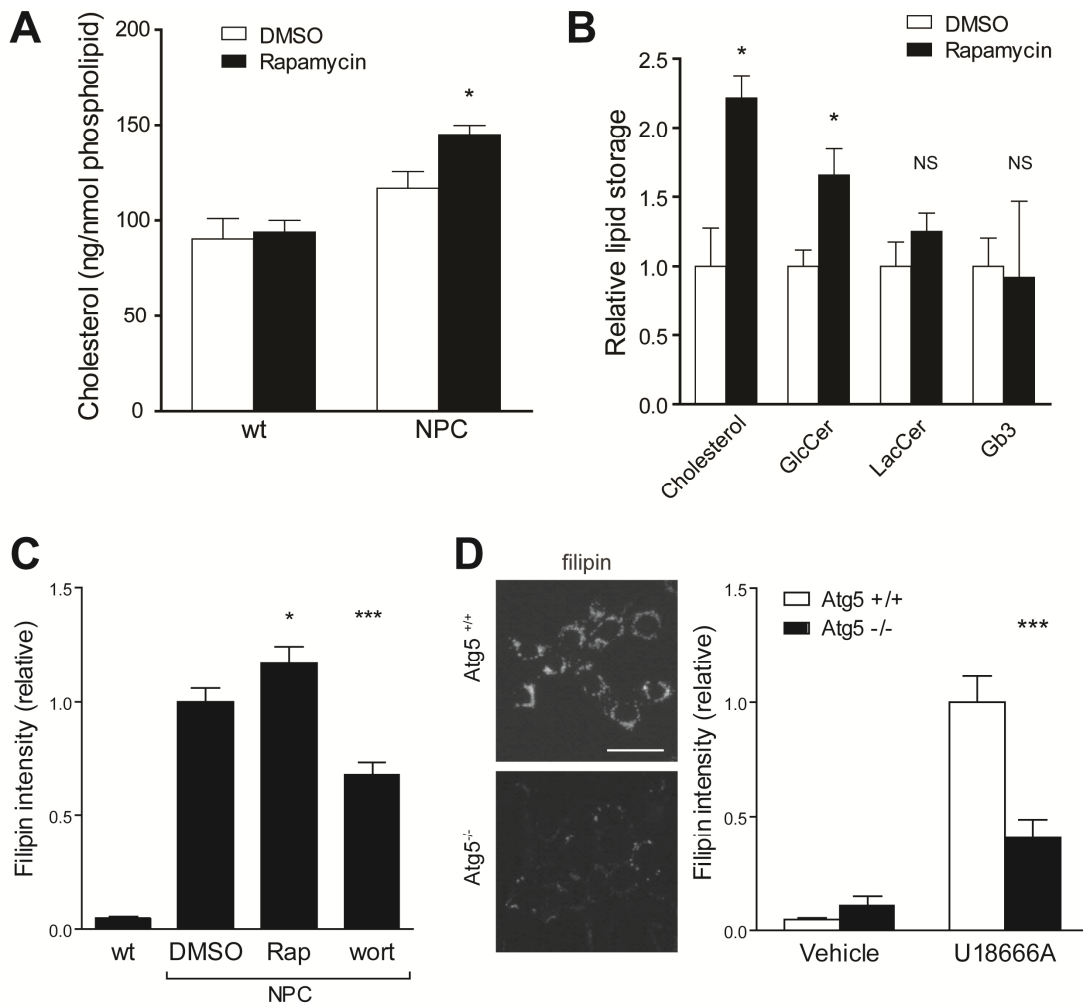 A
Cholesterol (ng/nmol phospholipid)
200
150
100
50
0
DMSO
Rapamycin
*
wt
NPC
B
Relative lipid storage
2.5
2.0
1.5
1.0
0.5
0.0
DMSO
Rapamycin
*
*
NS
NS
Cholesterol
GlcCer
LacCer
Gb3
C
Filipin intensity (relative)
1.5
1.0
0.5
0.0
*
***
wt
DMSO
Rap
wort
NPC
D
filipin
Atg5 +/+
Atg5-/-
Filipin intensity (relative)
1.5
1.0
0.5
0.0
Atg5 +/+
Atg5 -/-
***
Vehicle
U18666A